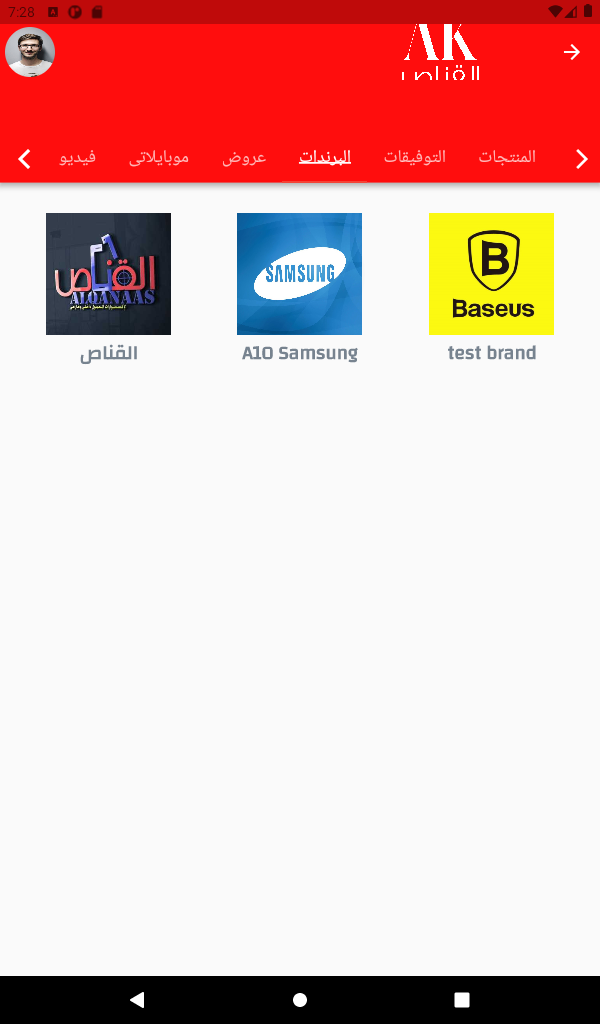 7:28
AK
القناص
المنتجات التوفيقات البرندات عروض موبايلاتى فيديو
القناص
ALQANAAS
SAMSUNG
B
Baseus
القناص
A10 Samsung
test brand